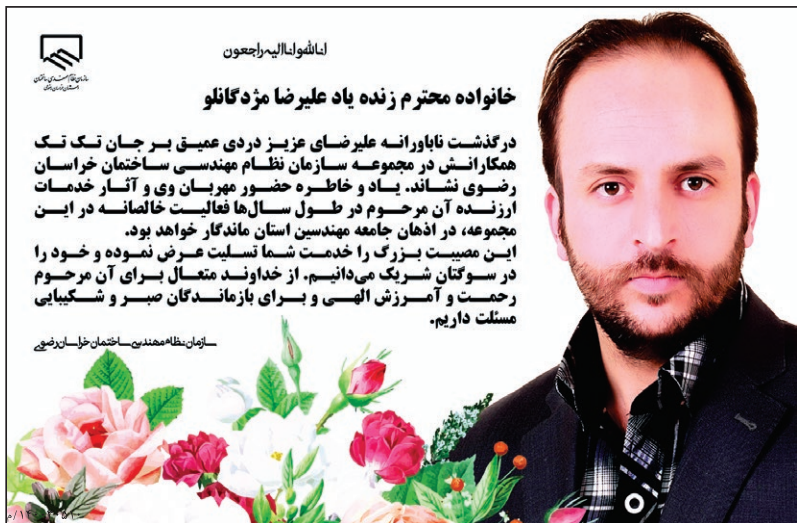 انالله و اناالیه راجعون
خانواده محترم زنده یاد علیرضا مژدگانلو
درگذشت ناباورانه علیرضای عزیز دردی عمیق بر جان تک تک
همکارانش در مجموعه سازمان نظام مهندسی ساختمان خراسان
رضوی نشاند. یاد و خاطره حضور مهربان وی و آثار خدمات
ارزنده آن مرحوم در طول سال‌ها فعالیت خالصانه در این
مجموعه، در اذهان جامعه مهندسین استان ماندگار خواهد بود.
این مصیبت بزرگ را خدمت شما تسلیت عرض نموده و خود را
در سوگتان شریک می‌دانیم. از خداوند متعال برای آن مرحوم
رحمت و آمرزش الهی و برای بازماندگان صبر و شکیبایی
مسئلت داریم.
سازمان نظام مهندسی ساختمان خراسان رضوی